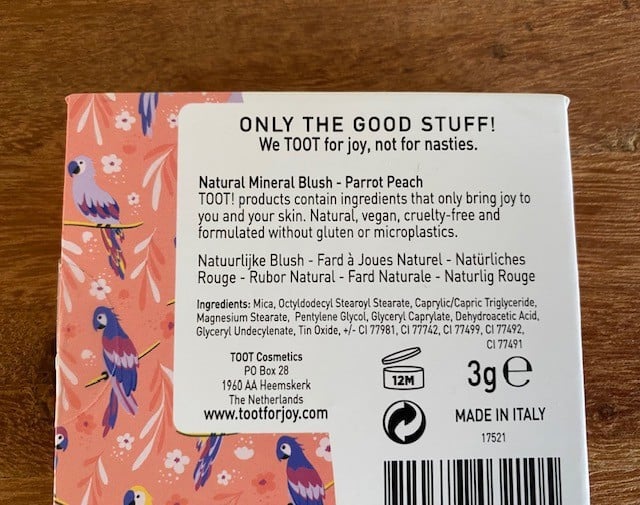 ONLY THE GOOD STUFF!
We TOOT for joy, not for nasties.
Natural Mineral Blush - Parrot Peach
TOOT! products contain ingredients that only bring joy to
you and your skin. Natural, vegan, cruelty-free and
formulated without gluten or microplastics.
Natuurlijke Blush - Fard à Joues Naturel - Natürliches
Rouge - Rubor Natural - Fard Naturale - Naturlig Rouge
Ingredients: Mica, Octyldodecyl Stearoyl Stearate, Caprylic/Capric Triglyceride,
Magnesium Stearate, Pentylene Glycol, Glyceryl Caprylate, Dehydroacetic Acid,
Glyceryl Undecylenate, Tin Oxide, +/- CI 77981, CI 77742, CI 77499, CI 77492,
CI 77491
TOOT Cosmetics
PO Box 28
1960 AA Heemskerk
The Netherlands
www.tootforjoy.com
12M
3g ℮
MADE IN ITALY
17521